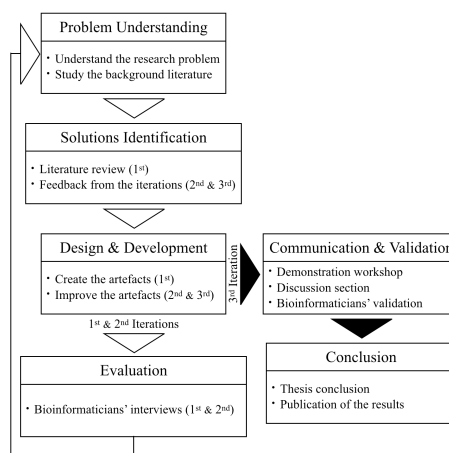 Problem Understanding
· Understand the research problem
· Study the background literature
Solutions Identification
· Literature review (1st)
· Feedback from the iterations (2nd & 3rd)
Design & Development
· Create the artefacts (1st)
· Improve the artefacts (2nd & 3rd)
3rd Iteration
Communication & Validation
· Demonstration workshop
· Discussion section
· Bioinformaticians’ validation
1st & 2nd Iterations
Evaluation
· Bioinformaticians’ interviews (1st & 2nd)
Conclusion
· Thesis conclusion
· Publication of the results